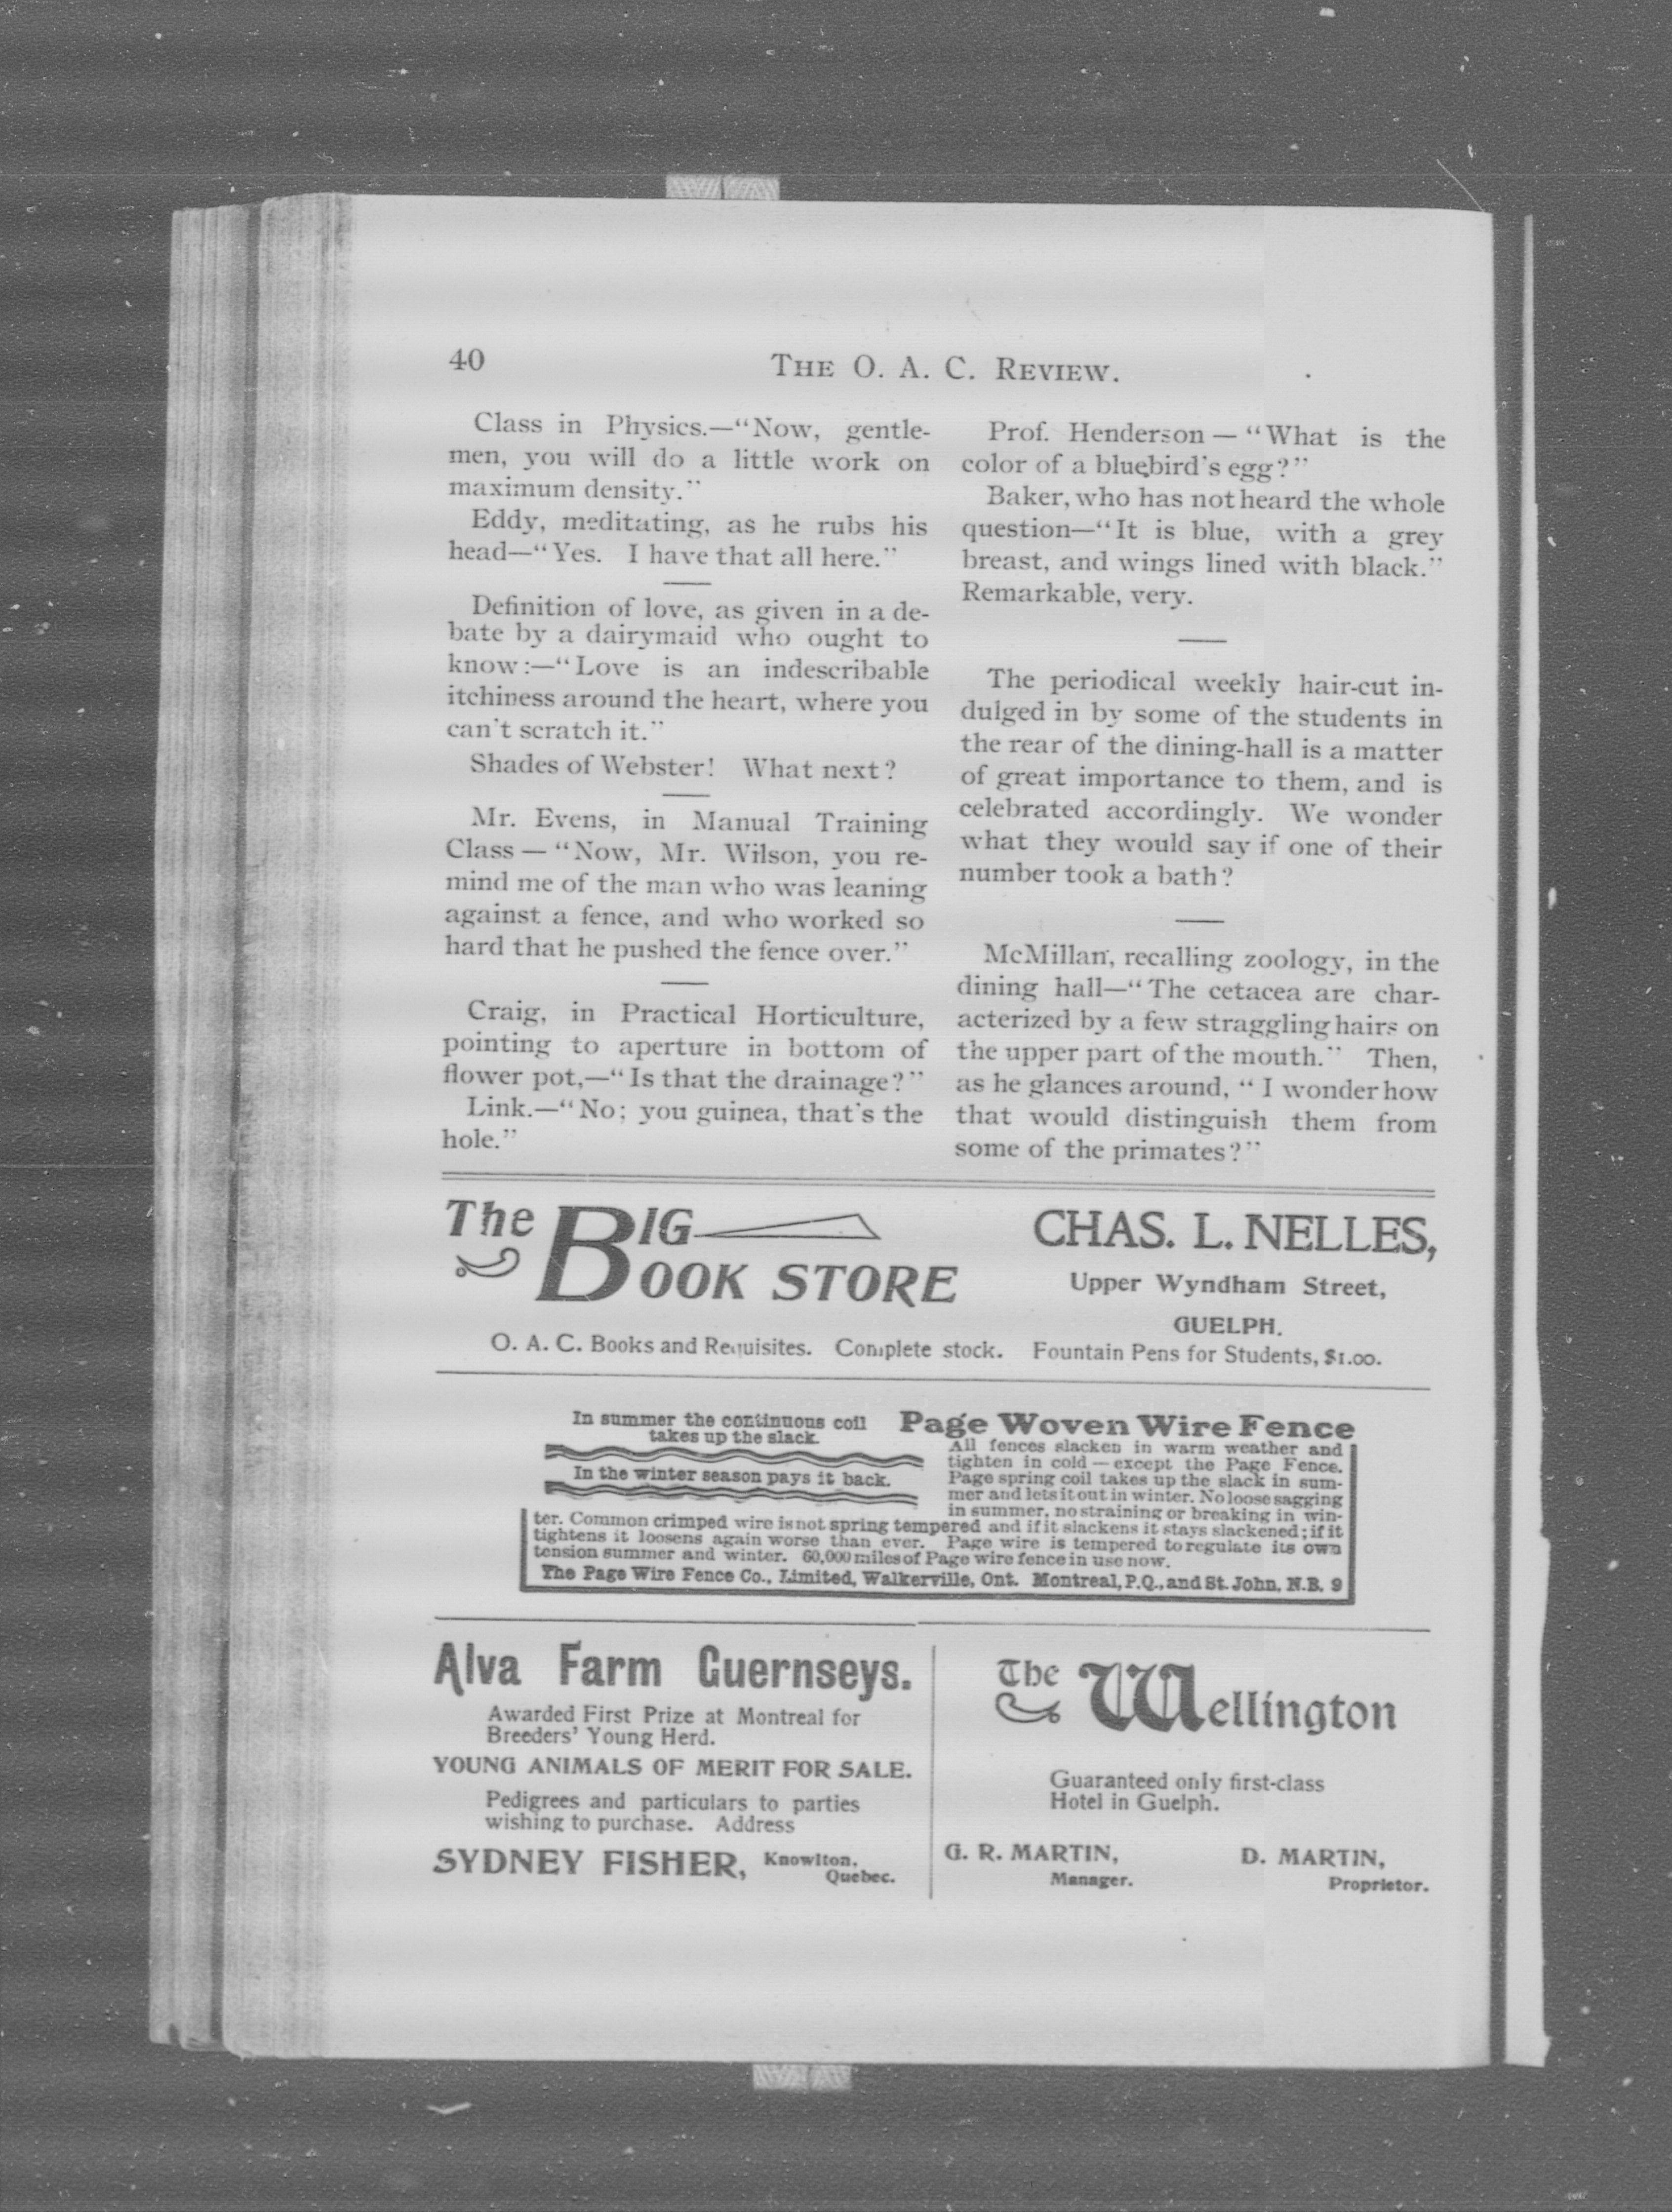 40
THE O. A. C. REVIEW.
Class in Physics.—“Now, gentle-
men, you will do a little work on
maximum density.”
Eddy, meditating, as he rubs his
head—“Yes. I have that all here.”
Definition of love, as given in a de-
bate by a dairymaid who ought to
know:—“Love is an indescribable
itchiness around the heart, where you
can't scratch it.”
Shades of Webster! What next?
Mr. Evens, in Manual Training
Class — “Now, Mr. Wilson, you re-
mind me of the man who was leaning
against a fence, and who worked so
hard that he pushed the fence over.”
Craig, in Practical Horticulture,
pointing to aperture in bottom of
flower pot,—“Is that the drainage?”
Link.—“No; you guinea, that's the
hole.”
Prof. Henderson — “What is the
color of a bluebird's egg?”
Baker, who has not heard the whole
question—“It is blue, with a grey
breast, and wings lined with black.”
Remarkable, very.
The periodical weekly hair-cut in-
dulged in by some of the students in
the rear of the dining-hall is a matter
of great importance to them, and is
celebrated accordingly. We wonder
what they would say if one of their
number took a bath?
McMillan, recalling zoology, in the
dining hall—“The cetacea are char-
acterized by a few straggling hairs on
the upper part of the mouth.” Then,
as he glances around, “I wonder how
that would distinguish them from
some of the primates?”
The BIG
BOOK STORE
CHAS. L. NELLES,
Upper Wyndham Street,
GUELPH.
O. A. C. Books and Requisites. Complete stock. Fountain Pens for Students, $1.00.
In summer the continuous coil
takes up the slack.
In the winter season pays it back.
Page Woven Wire Fence
All fences slacken in warm weather and
tighten in cold — except the Page Fence.
Page spring coil takes up the slack in sum-
mer and lets it out in winter. No loose sagging
in summer, no straining or breaking in win-
ter. Common crimped wire is not spring tempered and if it slackens it stays slackened; if it
tightens it loosens again worse than ever. Page wire is tempered to regulate its own
tension summer and winter. 60,000 miles of Page wire fence in use now.
The Page Wire Fence Co., Limited, Walkerville, Ont. Montreal, P.Q., and St. John, N.B. 9
Alva Farm Guernseys.
Awarded First Prize at Montreal for
Breeders' Young Herd.
YOUNG ANIMALS OF MERIT FOR SALE.
Pedigrees and particulars to parties
wishing to purchase. Address
SYDNEY FISHER, Knowlton,
Quebec.
The Wellington
Guaranteed only first-class
Hotel in Guelph.
G. R. MARTIN,
Manager.
D. MARTIN,
Proprietor.